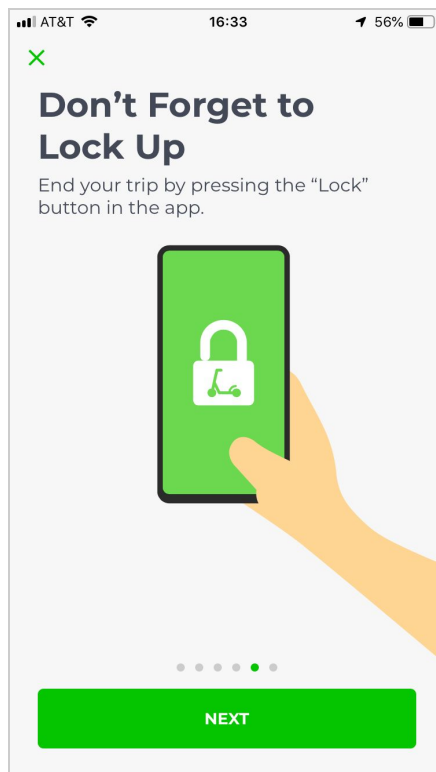 AT&T 16:33 56%
Don’t Forget to
Lock Up
End your trip by pressing the “Lock”
button in the app.
NEXT